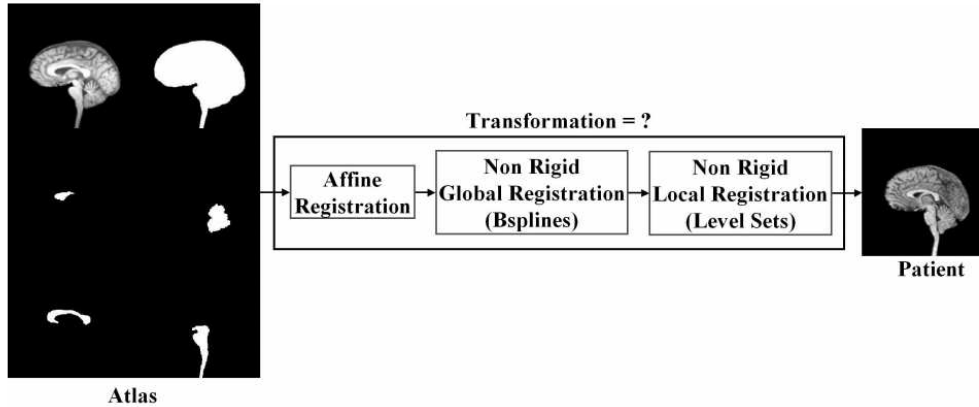 Transformation = ?
Affine
Registration
Non Rigid
Global Registration
(Bsplines)
Non Rigid
Local Registration
(Level Sets)
Patient
Atlas